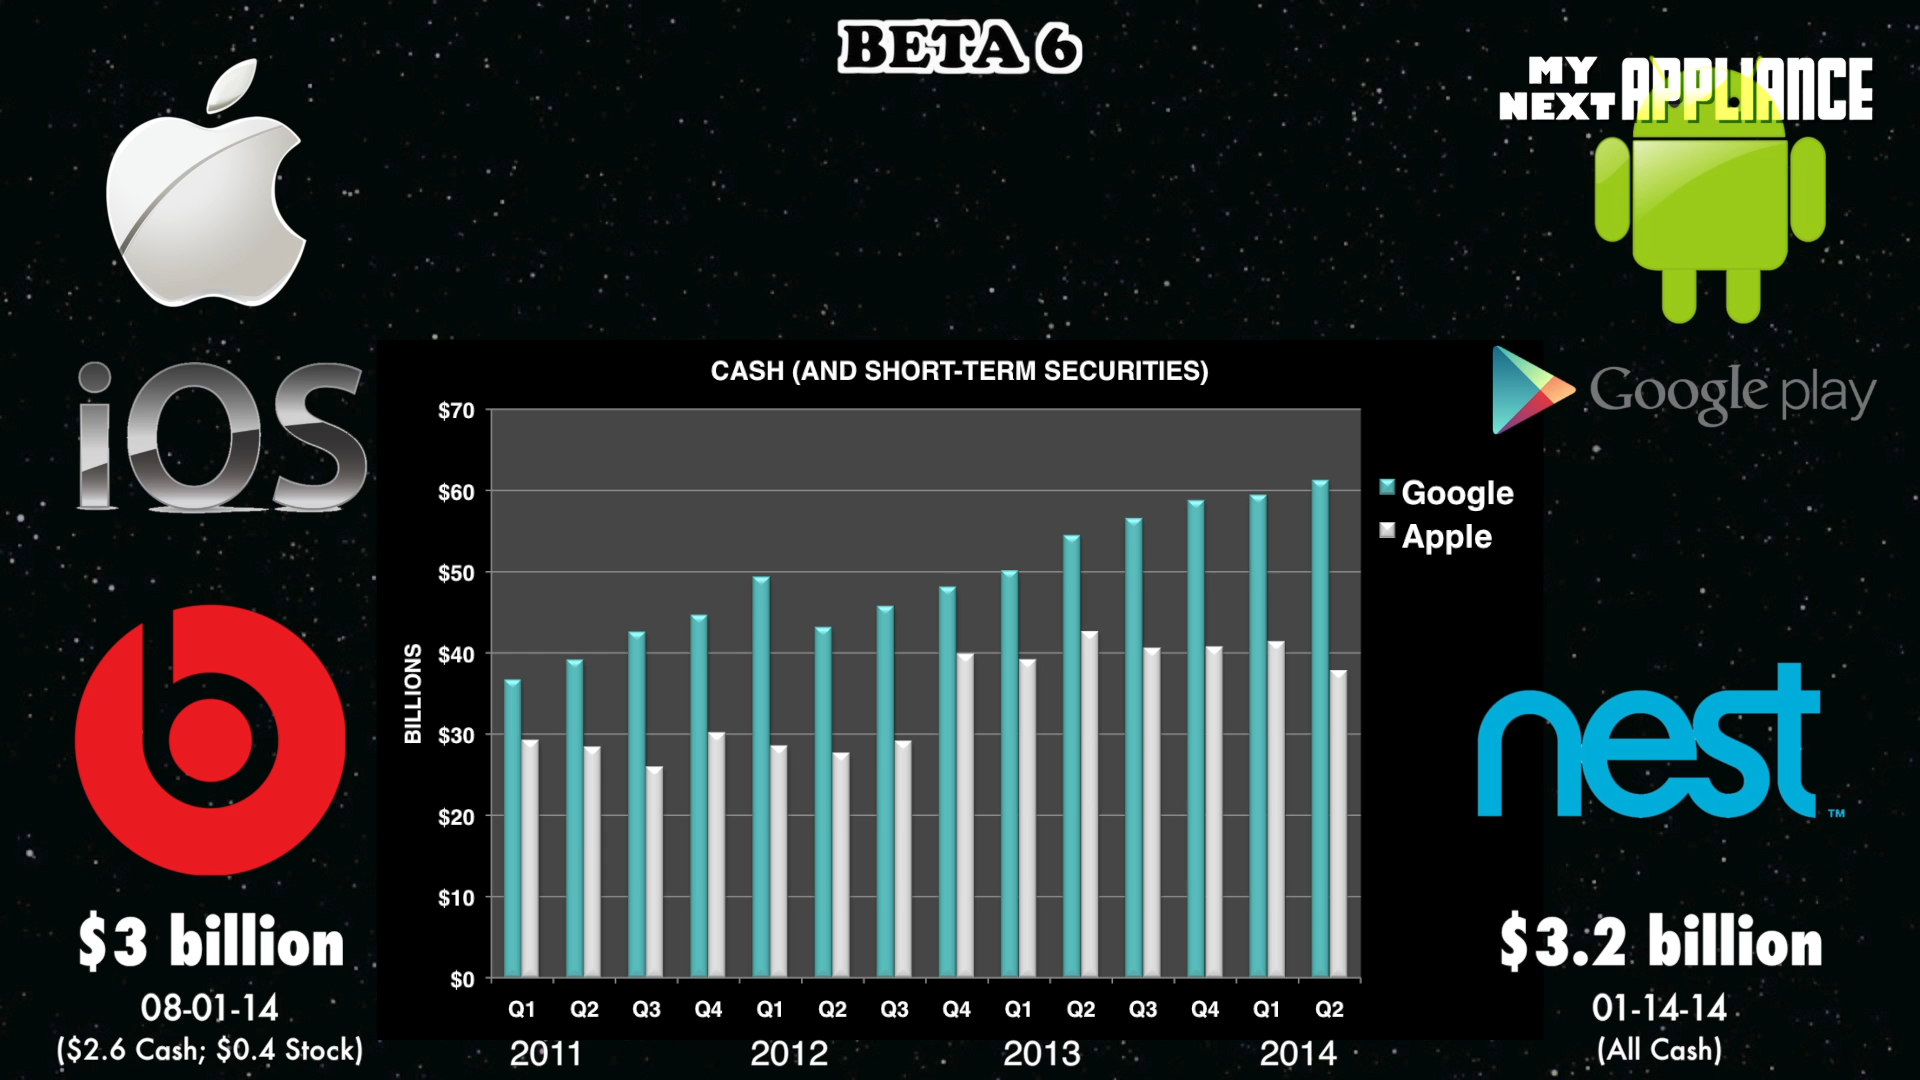 BETA 6
MY
NEXT APPLIANCE
iOS
Google play
CASH (AND SHORT-TERM SECURITIES)
$70
$60
$50
$40
$30
$20
$10
$0
BILLIONS
Google
Apple
Q1 Q2 Q3 Q4 Q1 Q2 Q3 Q4 Q1 Q2 Q3 Q4 Q1 Q2
2011 2012 2013 2014
b
$3 billion
08-01-14
($2.6 Cash; $0.4 Stock)
nest™
$3.2 billion
01-14-14
(All Cash)